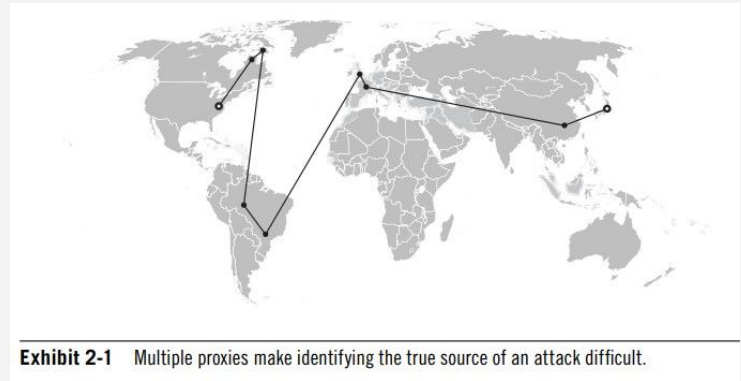 Exhibit 2-1 Multiple proxies make identifying the true source of an attack difficult.